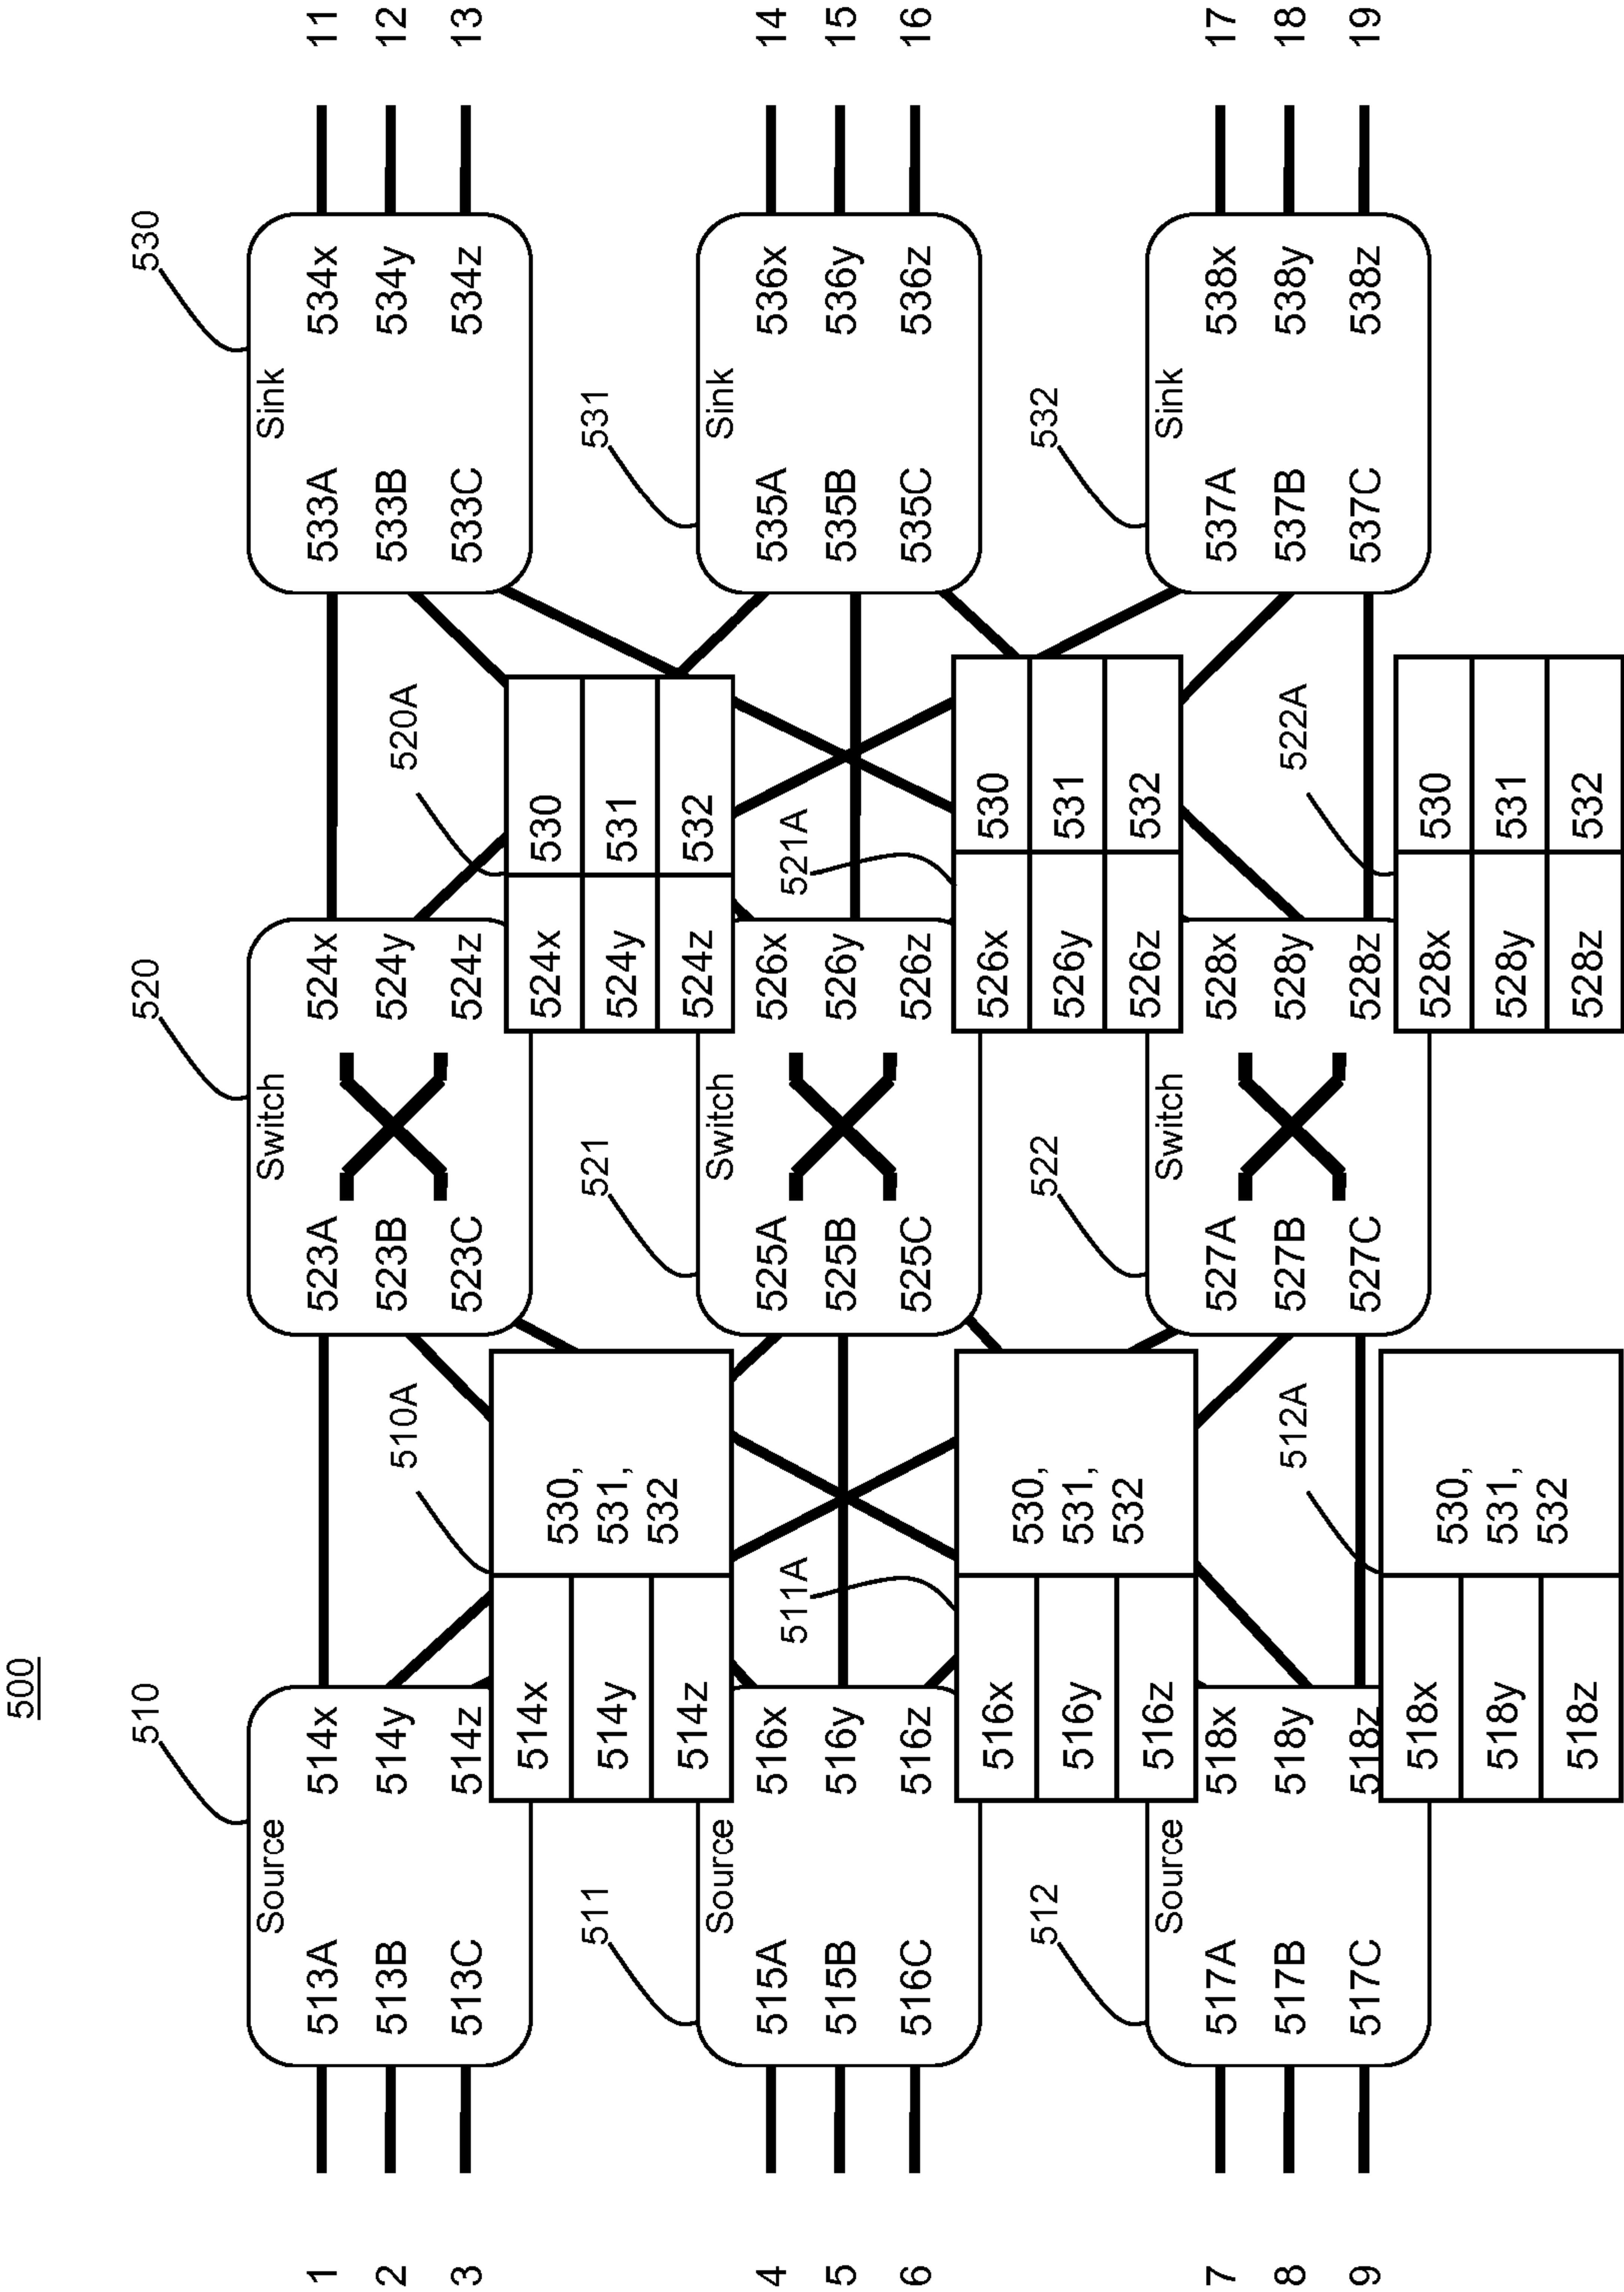 500
510
520
530
Source
Switch
Sink
1
513A
514x
523A
524x
533A
534x
11
2
513B
514y
523B
524y
533B
534y
12
3
513C
514z
523C
524z
533C
534z
13
510A
520A
514x
514y
514z
530,
531,
532
524x
530
524y
531
524z
532
511
521
531
Source
Switch
Sink
4
515A
516x
525A
526x
535A
536x
14
5
515B
516y
525B
526y
535B
536y
15
6
516C
516z
525C
526z
535C
536z
16
511A
521A
516x
516y
516z
530,
531,
532
526x
530
526y
531
526z
532
512
522
532
Source
Switch
Sink
7
517A
518x
527A
528x
537A
538x
17
8
517B
518y
527B
528y
537B
538y
18
9
517C
518z
527C
528z
537C
538z
19
512A
522A
518x
518y
518z
530,
531,
532
528x
530
528y
531
528z
532